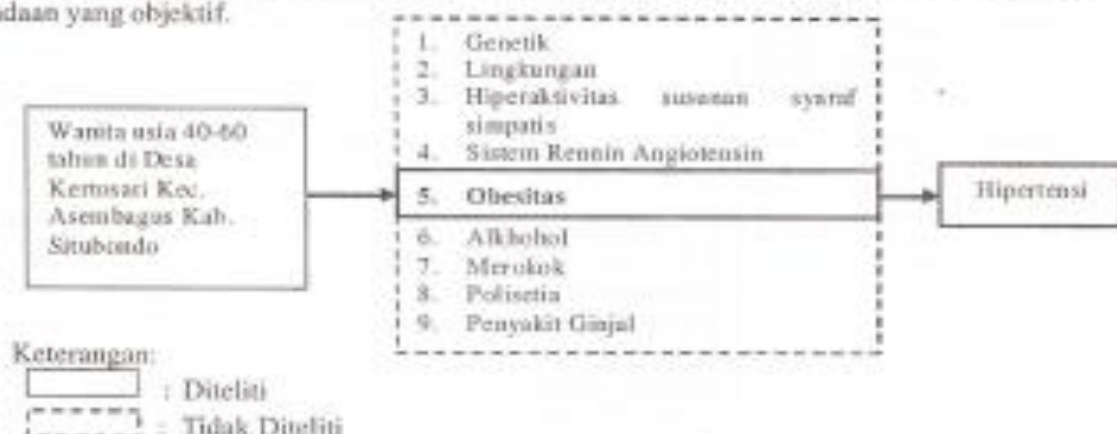 daan yang objektif.
1. Genetik
2. Lingkungan
3. Hiperaktivitas susunan syaraf
simpatis
4. Sistem Rennin Angiotensin
Wanita usia 40-60
tahun di Desa
Kertosari Kec.
Asembagus Kab.
Situbondo
5. Obesitas
Hipertensi
6. Alkhohol
7. Merokok
8. Polisetia
9. Penyakit Ginjal
Keterangan:
: Diteliti
: Tidak Diteliti